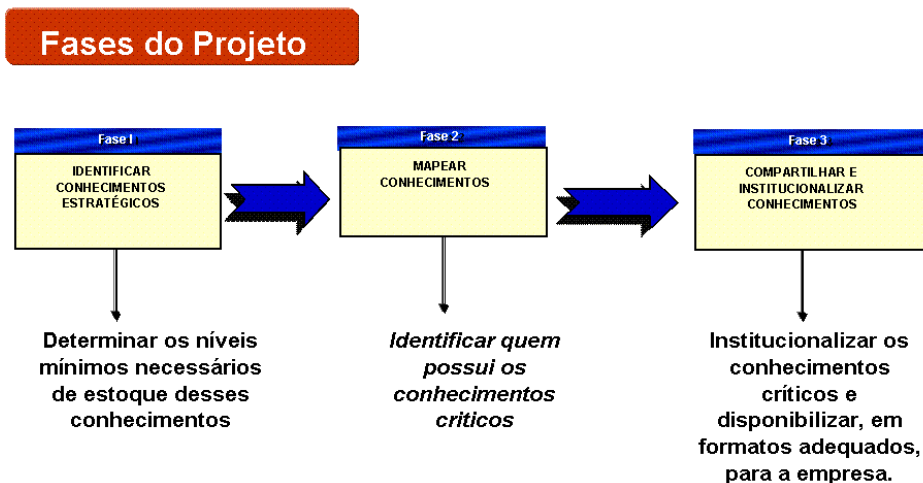 Fases do Projeto
Fase I
IDENTIFICAR
CONHECIMENTOS
ESTRATÉGICOS
Determinar os níveis
mínimos necessários
de estoque desses
conhecimentos
Fase 2
MAPEAR
CONHECIMENTOS
Identificar quem
possui os
conhecimentos
criticos
Fase 3
COMPARTILHAR E
INSTITUCIONALIZAR
CONHECIMENTOS
Institucionalizar os
conhecimentos
críticos e
disponibilizar, em
formatos adequados,
para a empresa.